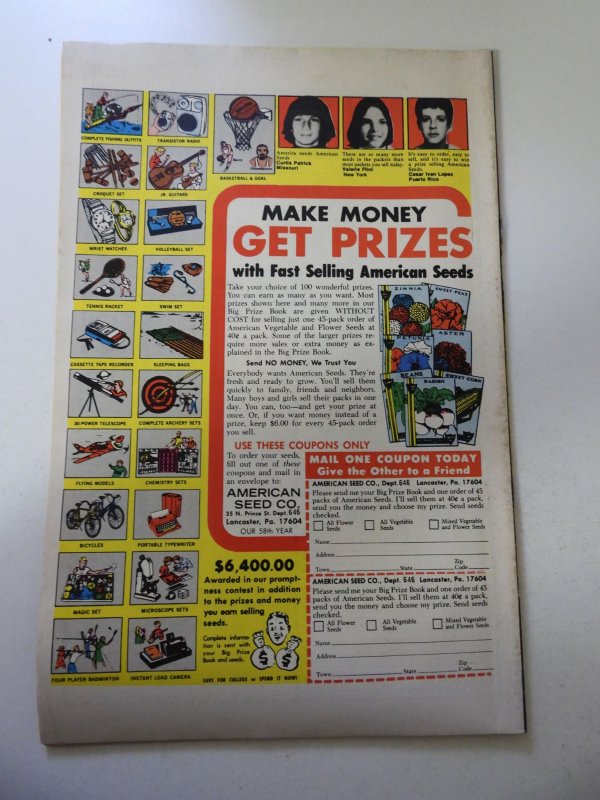 COMPLETE FISHING OUTFITS
TRANSISTOR RADIO
CROQUET SET
JR. GUITARS
BASKETBALL & GOAL
WRIST WATCHES
VOLLEYBALL SET
TENNIS RACKET
SWIM SET
CASSETTE TAPE RECORDER
SLEEPING BAGS
30-POWER TELESCOPE
COMPLETE ARCHERY SETS
FLYING MODELS
CHEMISTRY SETS
BICYCLES
PORTABLE TYPEWRITER
MAGIC SET
MICROSCOPE SETS
FOUR PLAYER BADMINTON
INSTANT LOAD CAMERA
America needs American
Seeds
Curtis Patrick
Missouri
There are so many more
seeds in the packets than
most packets you sell today.
Valerie Flint
New York
It's easy to order, easy to
sell, and it's easy to win
a prize selling American
Seeds.
Cesar Ivan Lopez
Puerto Rico
MAKE MONEY
GET PRIZES
with Fast Selling American Seeds
Take your choice of 100 wonderful prizes.
You can earn as many as you want. Most
prizes shown here and many more in our
Big Prize Book are given WITHOUT
COST for selling just one 45-pack order of
American Vegetable and Flower Seeds at
40¢ a pack. Some of the larger prizes re-
quire more sales or extra money as ex-
plained in the Big Prize Book.
Send NO MONEY, We Trust You
Everybody wants American Seeds. They're
fresh and ready to grow. You'll sell them
quickly to family, friends and neighbors.
Many boys and girls sell their packs in one
day. You can, too—and get your prize at
once. Or, if you want money instead of a
prize, keep $6.00 for every 45-pack order
you sell.
ZINNIA
SWEET PEAS
PETUNIA
ASTER
BEANS
RADISH
SWEET CORN
USE THESE COUPONS ONLY
To order your seeds,
fill out one of these
coupons and mail in
an envelope to:
AMERICAN
SEED CO.
35 N. Prince St. Dept. 646
Lancaster, Pa. 17604
OUR 58th YEAR
$6,400.00
Awarded in our prompt-
ness contest in addition
to the prizes and money
you earn selling
seeds.
Complete informa-
tion is sent with
your Big Prize
Book and seeds.
$ $
SAVE FOR COLLEGE or SPEND IT NOW!
MAIL ONE COUPON TODAY
Give the Other to a Friend
AMERICAN SEED CO., Dept. 646 Lancaster, Pa. 17604
Please send me your Big Prize Book and one order of 45
packs of American Seeds. I'll sell them at 40¢ a pack,
send you the money and choose my prize. Send seeds
checked.
All Flower Seeds
All Vegetable Seeds
Mixed Vegetable and Flower Seeds
Name
Address
Town State Zip Code
AMERICAN SEED CO., Dept. 646 Lancaster, Pa. 17604
Please send me your Big Prize Book and one order of 45
packs of American Seeds. I'll sell them at 40¢ a pack,
send you the money and choose my prize. Send seeds
checked.
All Flower Seeds
All Vegetable Seeds
Mixed Vegetable and Flower Seeds
Name
Address
Town State Zip Code